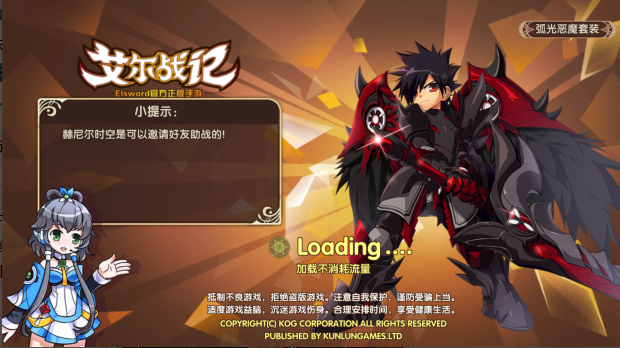 弧光恶魔套装
艾尔战记
Elsword官方正版手游
小提示：
赫尼尔时空是可以邀请好友助战的!
Loading....
加载不消耗流量
抵制不良游戏，拒绝盗版游戏。注意自我保护，谨防受骗上当。
适度游戏益脑，沉迷游戏伤身。合理安排时间，享受健康生活。
COPYRIGHT(C) KOG CORPORATION ALL RIGHTS RESERVED
PUBLISHED BY KUNLUNGAMES.LTD